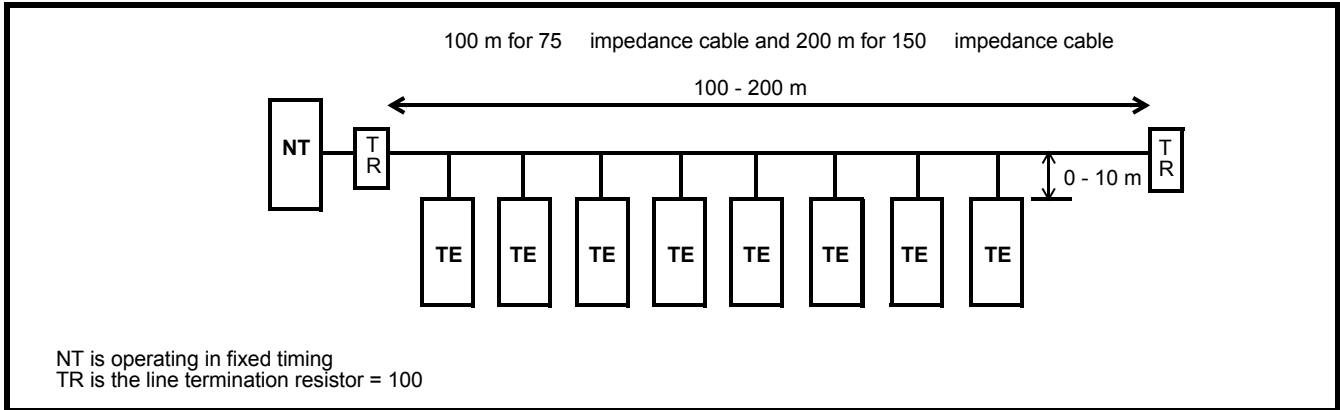 100 m for 75 impedance cable and 200 m for 150 impedance cable
100 - 200 m
NT
T
R
T
R
0 - 10 m
TE TE TE TE TE TE TE TE
NT is operating in fixed timing
TR is the line termination resistor = 100